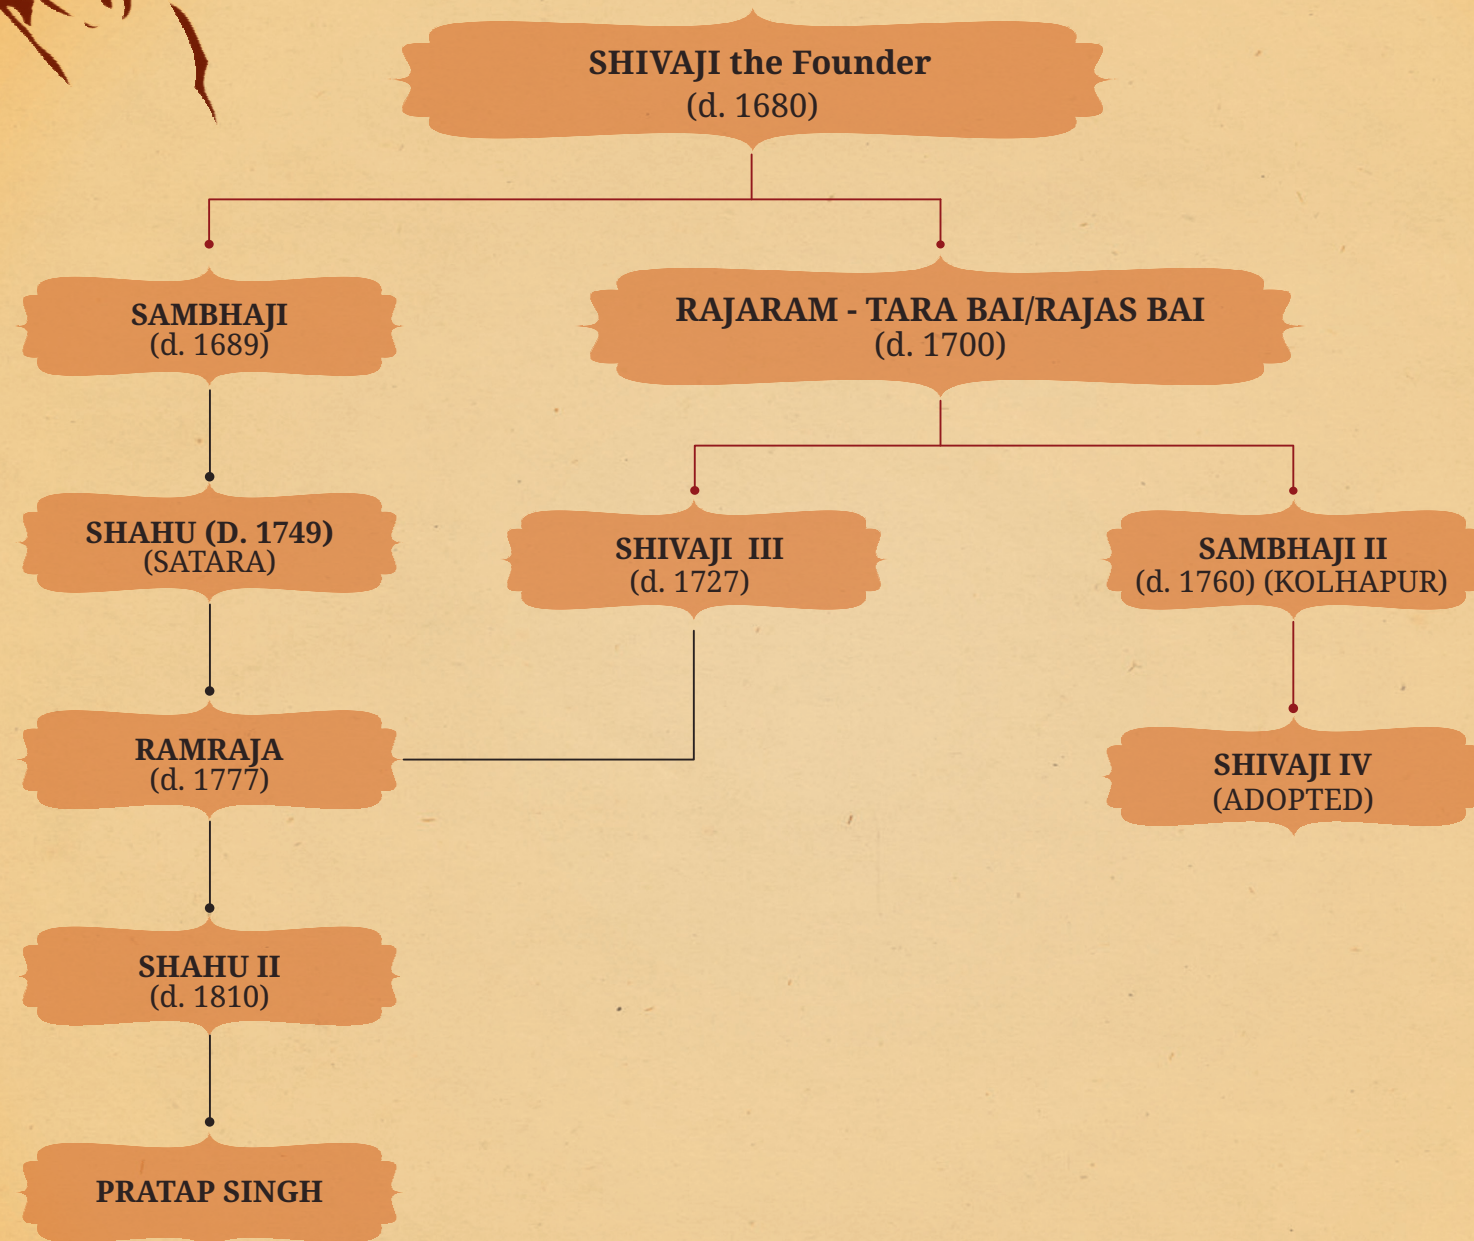 SHIVAJI the Founder
(d. 1680)
SAMBHAJI
(d. 1689)
RAJARAM - TARA BAI/RAJAS BAI
(d. 1700)
SHAHU (D. 1749)
(SATARA)
SHIVAJI III
(d. 1727)
SAMBHAJI II
(d. 1760) (KOLHAPUR)
RAMRAJA
(d. 1777)
SHIVAJI IV
(ADOPTED)
SHAHU II
(d. 1810)
PRATAP SINGH